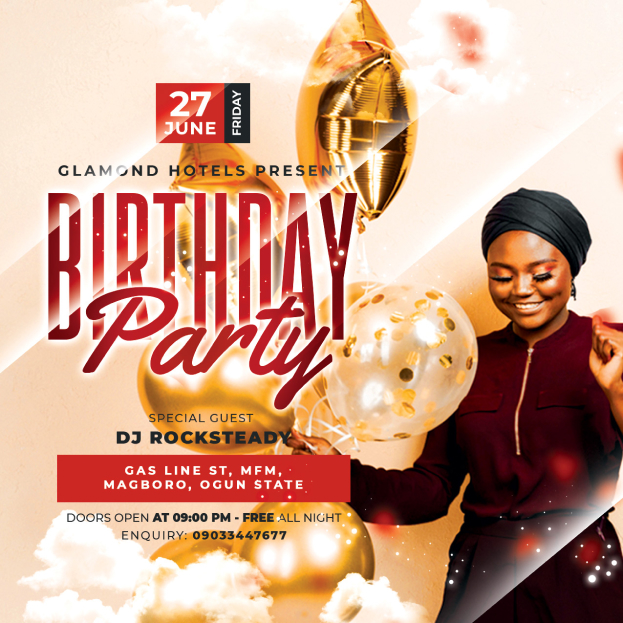 27
JUNE
FRIDAY
GLAMOND HOTELS PRESENT
BIRTHDAY
Party
SPECIAL GUEST
DJ ROCKSTEADY
GAS LINE ST, MFM,
MAGBORO, OGUN STATE
DOORS OPEN AT 09:00 PM - FREE ALL NIGHT
ENQUIRY: 09033447677